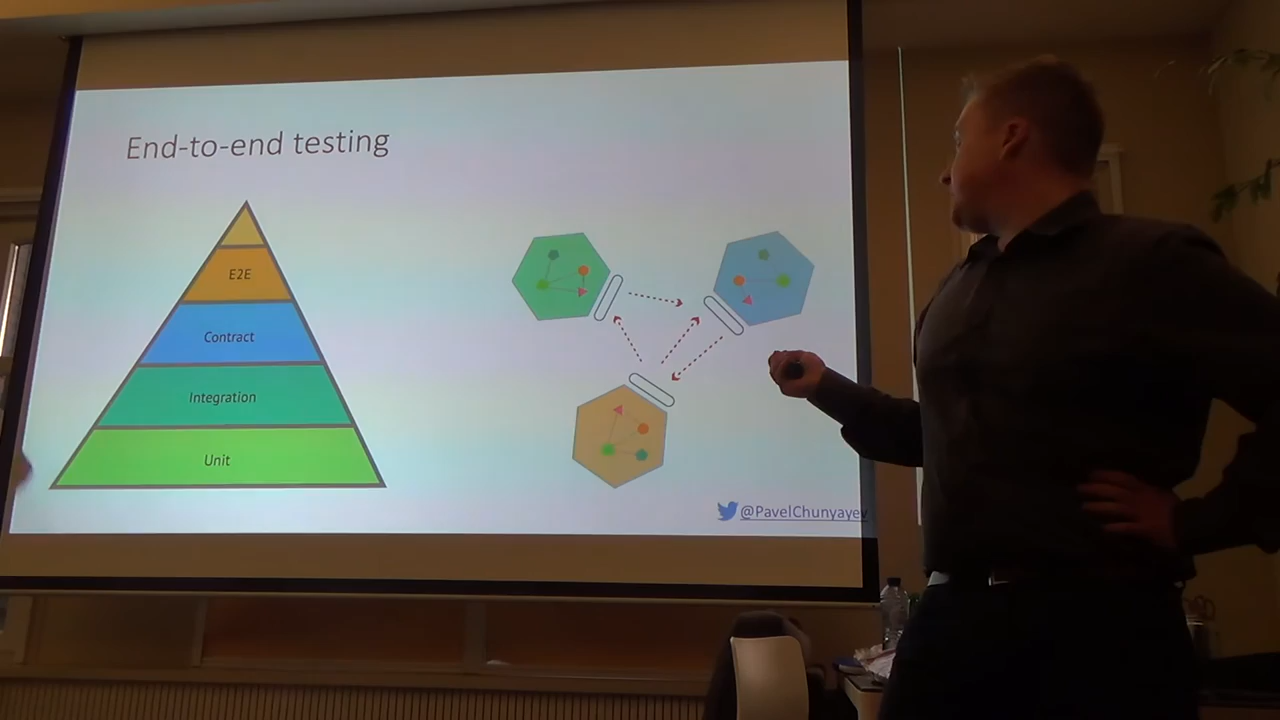 End-to-end testing
E2E
Contract
Integration
Unit
@PavelChunyayev